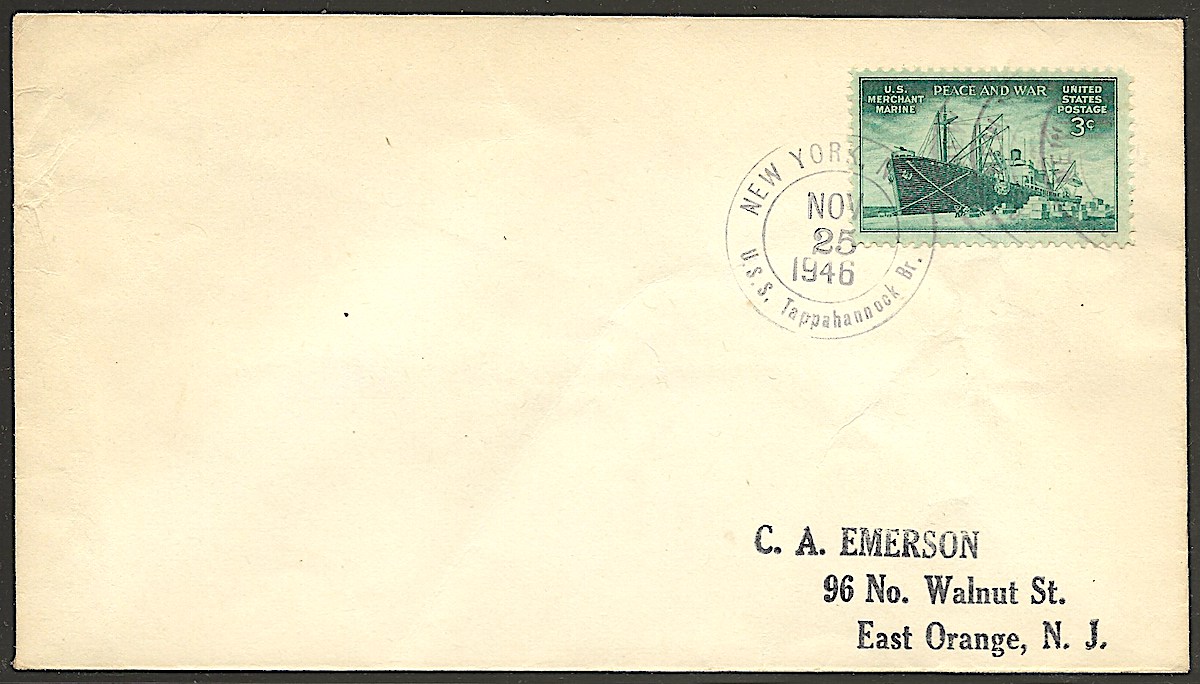 U.S. MERCHANT MARINE
PEACE AND WAR
UNITED STATES POSTAGE
3¢
NEW YORK
NOV
25
1946
U.S.S. Tappahannock Br.
C. A. EMERSON
96 No. Walnut St.
East Orange, N. J.